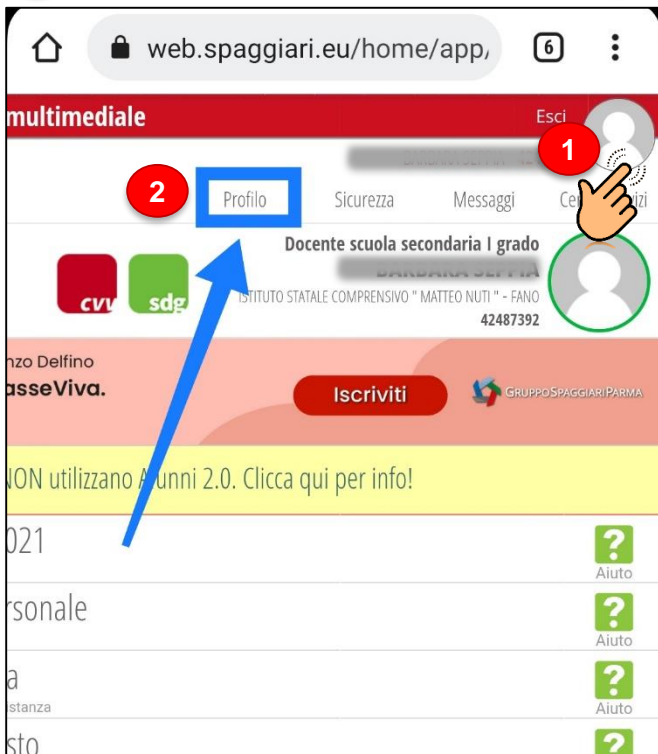 web.spaggiari.eu/home/app/
6
multimediale
Esci
1
2
Profilo
Sicurezza
Messaggi
Docente scuola secondaria I grado
cvv
sdg
ISTITUTO STATALE COMPRENSIVO " MATTEO NUTI " - FANO
42487392
nzo Delfino
asseViva.
Iscriviti
GRUPPOSPAGGIARIPARMA
NON utilizzano Alunni 2.0. Clicca qui per info!
021
?
Aiuto
rsonale
?
Aiuto
a
stanza
?
Aiuto
sto
?